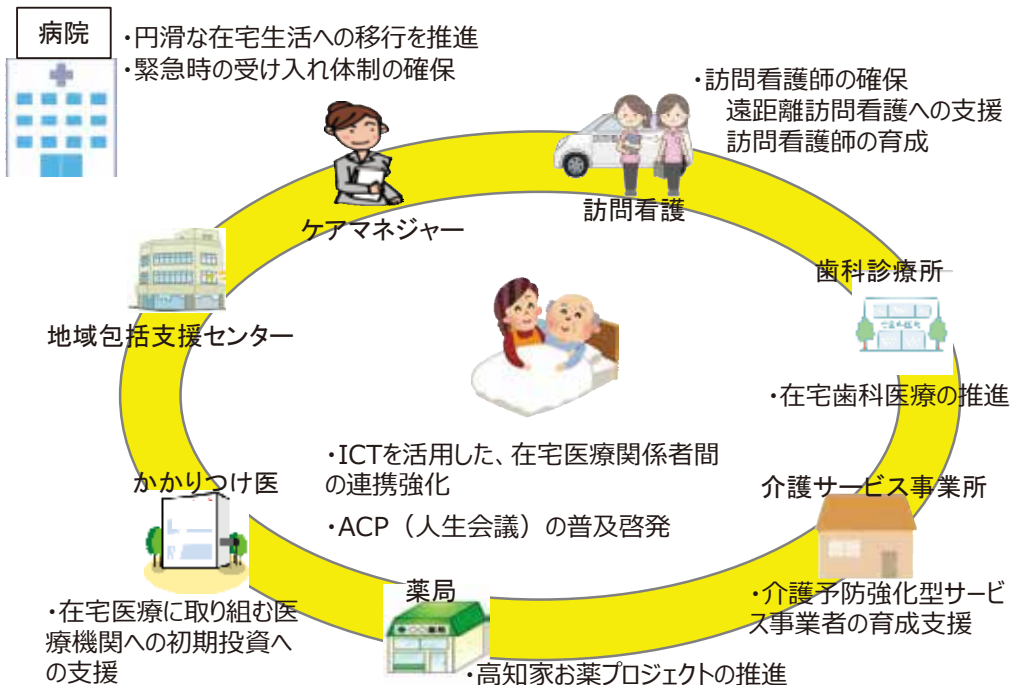 病院
・円滑な在宅生活への移行を推進
・緊急時の受け入れ体制の確保
・訪問看護師の確保
遠距離訪問看護への支援
訪問看護師の育成
訪問看護
ケアマネジャー
歯科診療所
地域包括支援センター
・在宅歯科医療の推進
・ICTを活用した、在宅医療関係者間
の連携強化
・ACP（人生会議）の普及啓発
かかりつけ医
介護サービス事業所
薬局
・在宅医療に取り組む医
療機関への初期投資へ
の支援
・介護予防強化型サービ
ス事業者の育成支援
・高知家お薬プロジェクトの推進